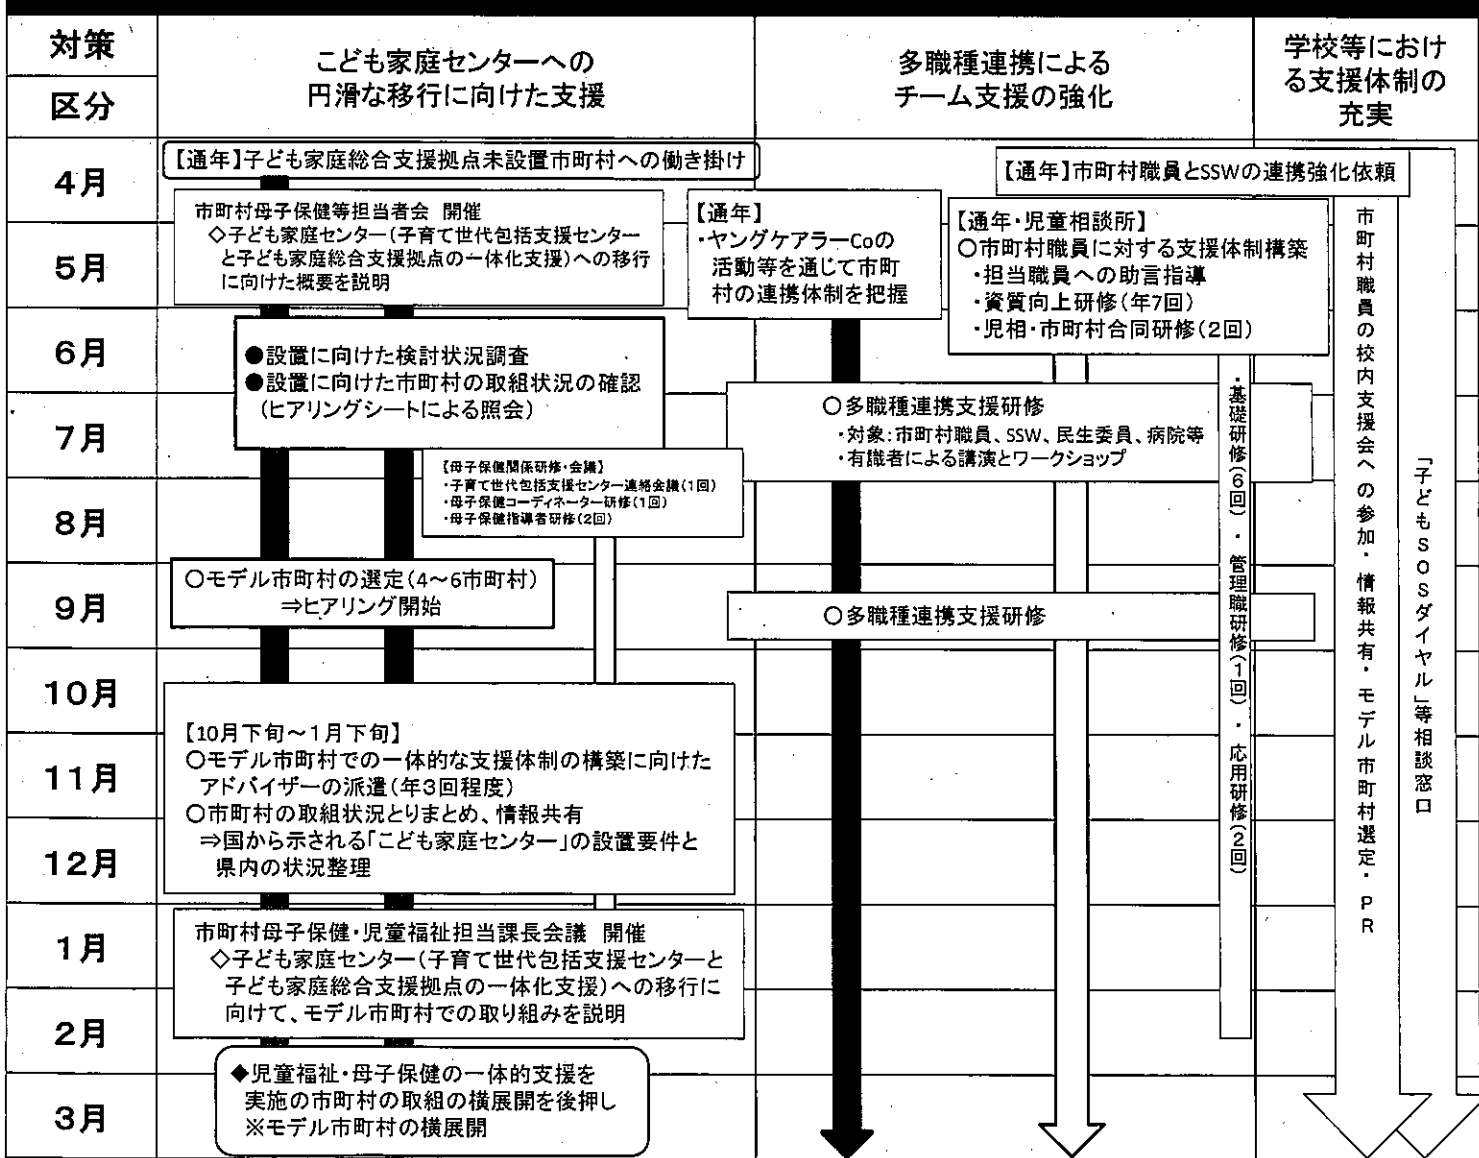 対策
区分
こども家庭センターへの
円滑な移行に向けた支援
多職種連携による
チーム支援の強化
学校等におけ
る支援体制の
充実
4月
5月
6月
7月
8月
9月
10月
11月
12月
1月
2月
3月
【通年】子ども家庭総合支援拠点未設置市町村への働き掛け
市町村母子保健等担当者会 開催
◇子ども家庭センター(子育て世代包括支援センター
と子ども家庭総合支援拠点の一体化支援)への移行
に向けた概要を説明
●設置に向けた検討状況調査
●設置に向けた市町村の取組状況の確認
(ヒアリングシートによる照会)
【母子保健関係研修・会議】
・子育て世代包括支援センター連絡会議(1回)
・母子保健コーディネーター研修(1回)
・母子保健指導者研修(2回)
○モデル市町村の選定(4～6市町村)
⇒ヒアリング開始
【10月下旬～1月下旬】
○モデル市町村での一体的な支援体制の構築に向けた
アドバイザーの派遣(年3回程度)
○市町村の取組状況とりまとめ、情報共有
⇒国から示される「こども家庭センター」の設置要件と
県内の状況整理
市町村母子保健・児童福祉担当課長会議 開催
◇子ども家庭センター(子育て世代包括支援センターと
子ども家庭総合支援拠点の一体化支援)への移行に
向けて、モデル市町村での取り組みを説明
◆児童福祉・母子保健の一体的支援を
実施の市町村の取組の横展開を後押し
※モデル市町村の横展開
【通年】
・ヤングケアラーCoの
活動等を通じて市町
村の連携体制を把握
【通年・児童相談所】
○市町村職員に対する支援体制構築
・担当職員への助言指導
・資質向上研修(年7回)
・児相・市町村合同研修(2回)
○多職種連携支援研修
・対象：市町村職員、SSW、民生委員、病院等
・有識者による講演とワークショップ
○多職種連携支援研修
・基礎研修(6回)・管理職研修(1回)・応用研修(2回)
【通年】市町村職員とSSWの連携強化依頼
市町村職員の校内支援会への参加・情報共有・モデル市町村選定・PR
「子どもSOSダイヤル」等相談窓口